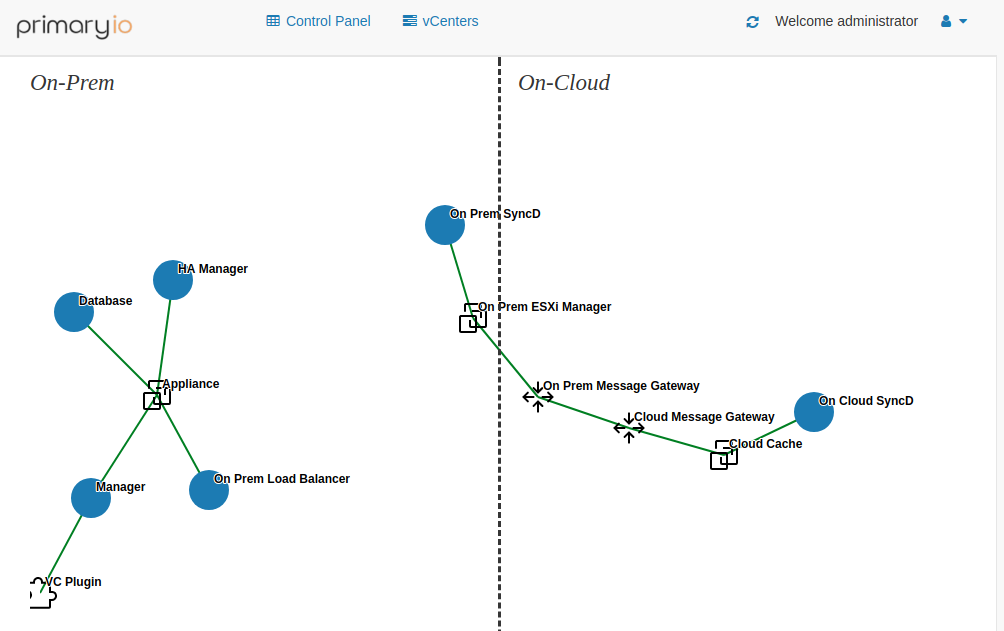 primaryio
Control Panel
vCenters
Welcome administrator
On-Prem
On-Cloud
On Prem SyncD
HA Manager
Database
On Prem ESXi Manager
Appliance
On Prem Message Gateway
On Cloud SyncD
Cloud Message Gateway
Cloud Cache
On Prem Load Balancer
Manager
VC Plugin